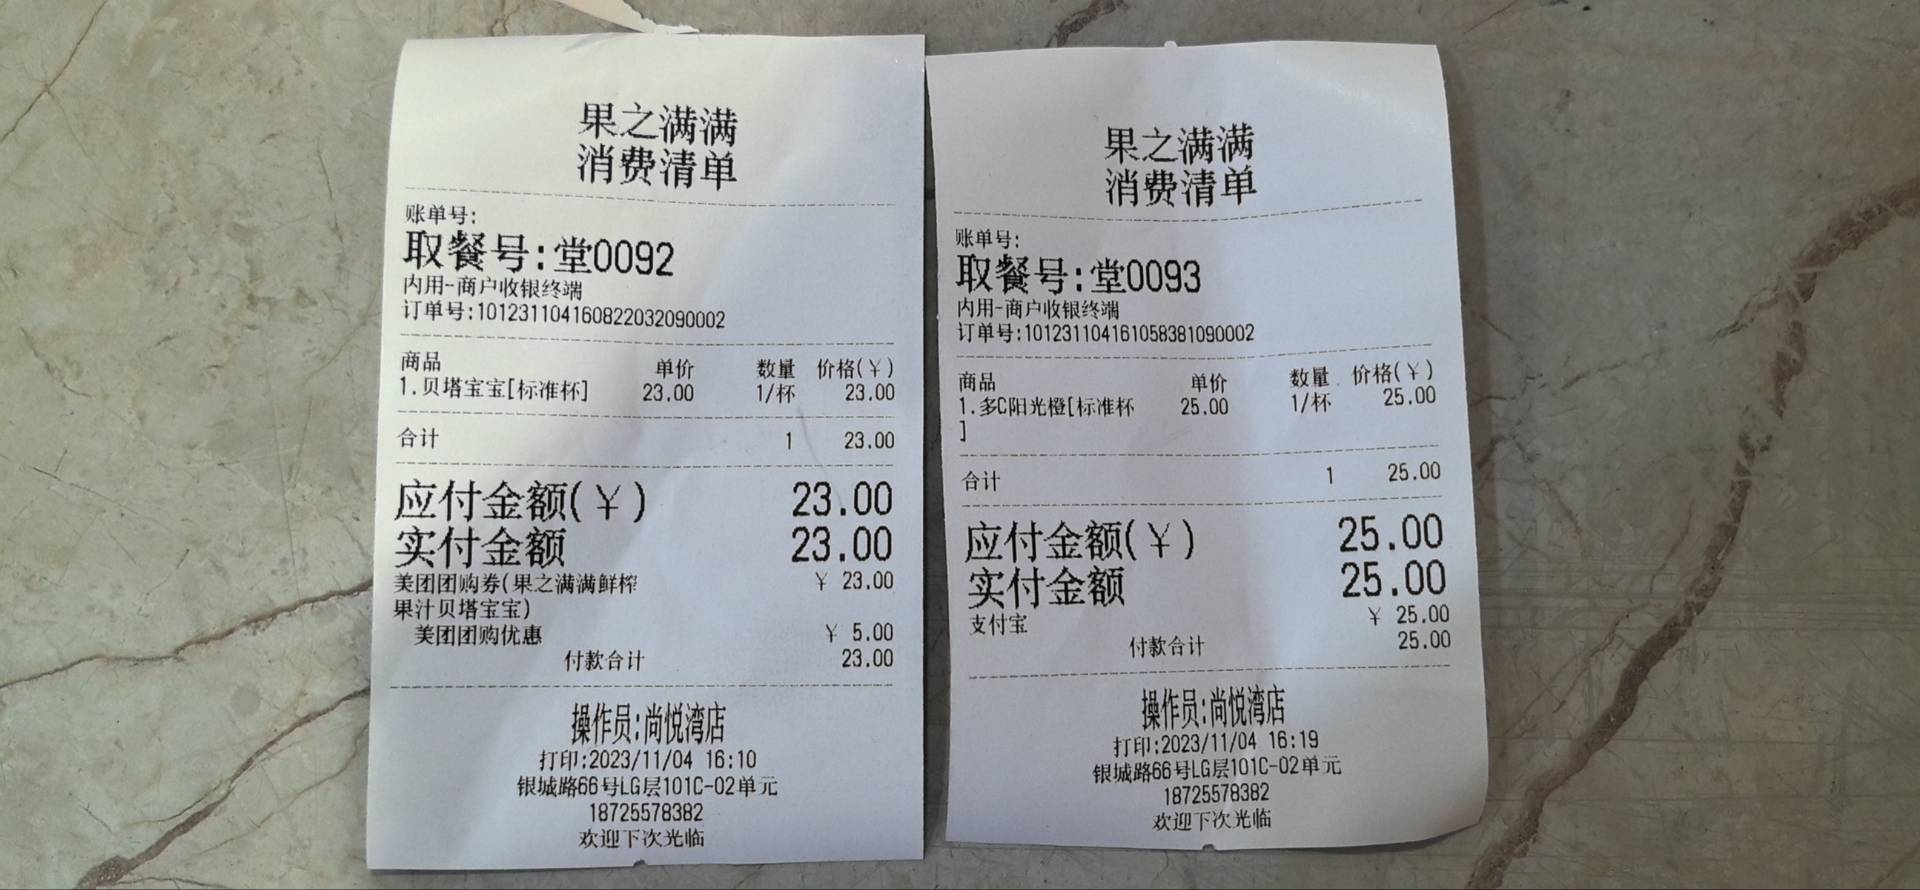 果之满满
消费清单
账单号:
取餐号:堂0092
内用-商户收银终端
订单号:101231104160822032090002
商品 单价 数量 价格(¥)
1.贝塔宝宝[标准杯] 23.00 1/杯 23.00
合计 1 23.00
应付金额(¥) 23.00
实付金额 23.00
美团团购券(果之满满鲜榨 ¥ 23.00
果汁贝塔宝宝)
美团团购优惠 ¥ 5.00
付款合计 23.00
操作员:尚悦湾店
打印:2023/11/04 16:10
银城路66号LG层101C-02单元
18725578382
欢迎下次光临
果之满满
消费清单
账单号:
取餐号:堂0093
内用-商户收银终端
订单号:101231104161058381090002
商品 单价 数量 价格(¥)
1.多C阳光橙[标准杯 25.00 1/杯 25.00
]
合计 1 25.00
应付金额(¥) 25.00
实付金额 25.00
支付宝 ¥ 25.00
付款合计 25.00
操作员:尚悦湾店
打印:2023/11/04 16:19
银城路66号LG层101C-02单元
18725578382
欢迎下次光临